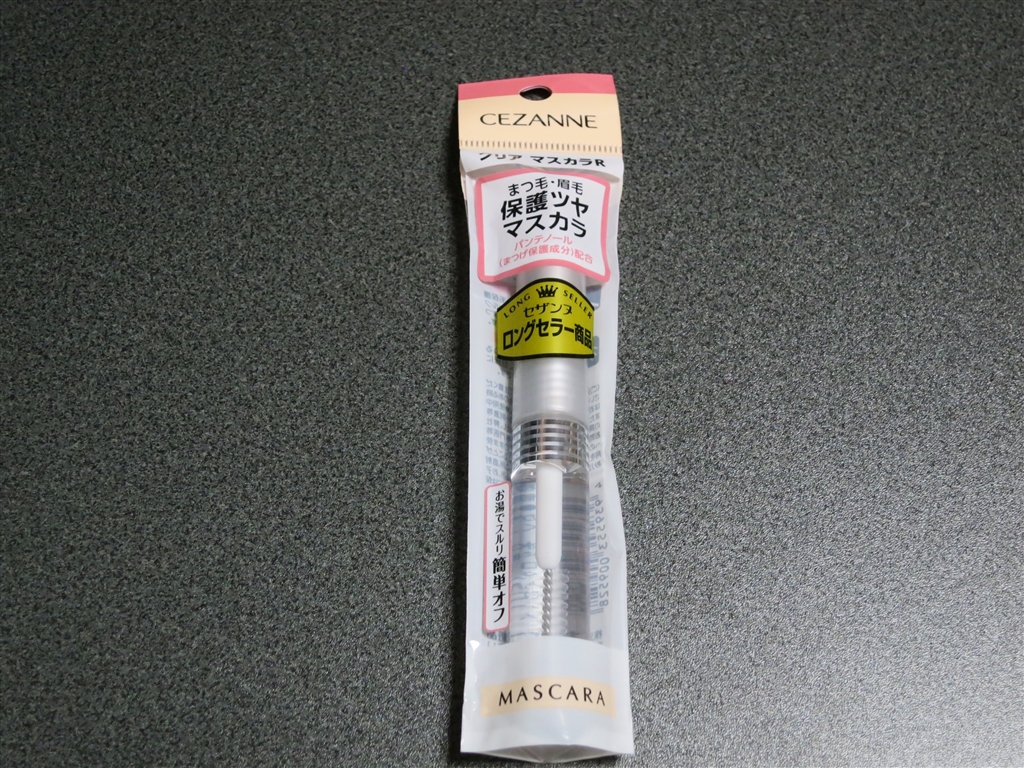 CEZANNE
クリア マスカラR
まつ毛・眉毛
保護ツヤ
マスカラ
パンテノール
(まつげ保護成分)配合
LONG SELLER
セザンヌ
ロングセラー商品
お湯でスルリ 簡単オフ
MASCARA